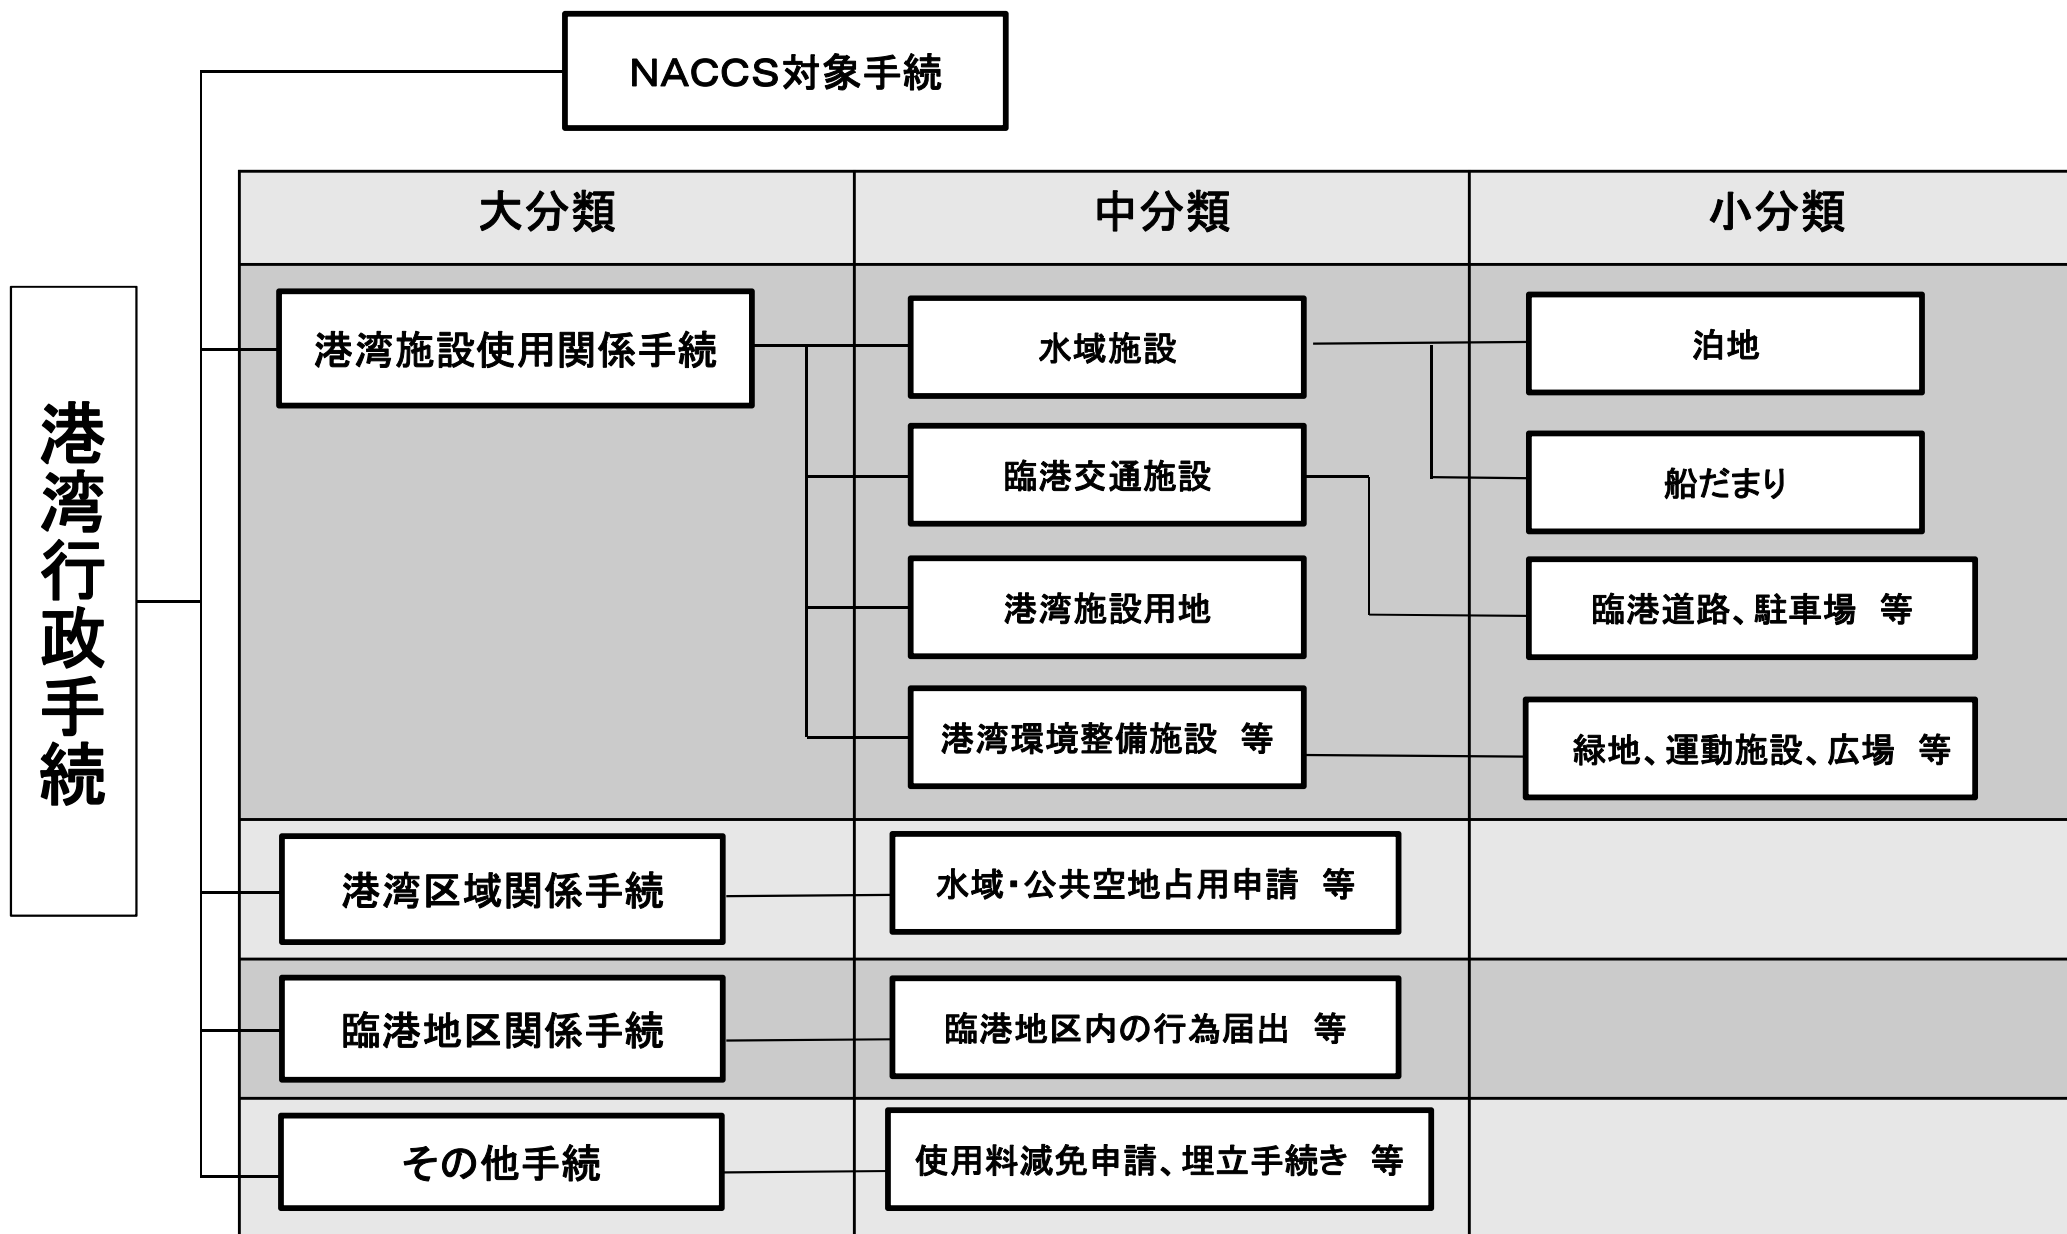 NACCS対象手続
大分類
中分類
小分類
港湾行政手続
港湾施設使用関係手続
水域施設
泊地
船だまり
臨港交通施設
臨港道路、駐車場　等
港湾施設用地
港湾環境整備施設　等
緑地、運動施設、広場　等
港湾区域関係手続
水域・公共空地占用申請　等
臨港地区関係手続
臨港地区内の行為届出　等
その他手続
使用料減免申請、埋立手続き　等